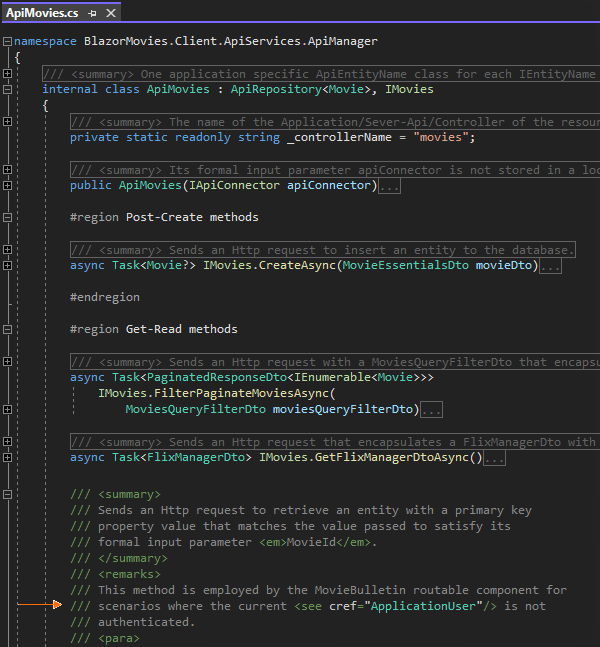 ApiMovies.cs
namespace BlazorMovies.Client.ApiServices.ApiManager
{
/// <summary> One application specific ApiEntityName class for each IEntityName
internal class ApiMovies : ApiRepository<Movie>, IMovies
{
/// <summary> The name of the Application/Sever-Api/Controller of the resou
private static readonly string _controllerName = "movies";
/// <summary> Its formal input parameter apiConnector is not stored in a loc
public ApiMovies(IApiConnector apiConnector)...
#region Post-Create methods
/// <summary> Sends an Http request to insert an entity to the database.
async Task<Movie?> IMovies.CreateAsync(MovieEssentialsDto movieDto)...
#endregion
#region Get-Read methods
/// <summary> Sends an Http request with a MoviesQueryFilterDto that encapsu
async Task<PaginatedResponseDto<IEnumerable<Movie>>>
IMovies.FilterPaginateMoviesAsync(
MoviesQueryFilterDto moviesQueryFilterDto)...
/// <summary> Sends an Http request that encapsulates a FlixManagerDto with
async Task<FlixManagerDto> IMovies.GetFlixManagerDtoAsync()...
/// <summary>
/// Sends an Http request to retrieve an entity with a primary key
/// property value that matches the value passed to satisfy its
/// formal input parameter <em>MovieId</em>.
/// </summary>
/// <remarks>
/// This method is employed by the MovieBulletin routable component for
/// scenarios where the current <see cref="ApplicationUser"/> is not
/// authenticated.
/// <para>